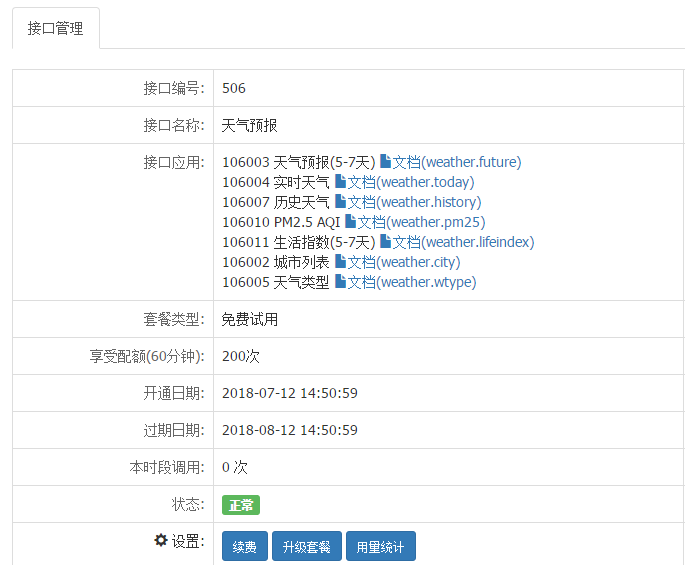 接口管理
接口编号: 506
接口名称: 天气预报
接口应用: 106003 天气预报(5-7天) 文档(weather.future)
106004 实时天气 文档(weather.today)
106007 历史天气 文档(weather.history)
106010 PM2.5 AQI 文档(weather.pm25)
106011 生活指数(5-7天) 文档(weather.lifeindex)
106002 城市列表 文档(weather.city)
106005 天气类型 文档(weather.wtype)
套餐类型: 免费试用
享受配额(60分钟): 200次
开通日期: 2018-07-12 14:50:59
过期日期: 2018-08-12 14:50:59
本时段调用: 0 次
状态: 正常
设置: 续费 升级套餐 用量统计